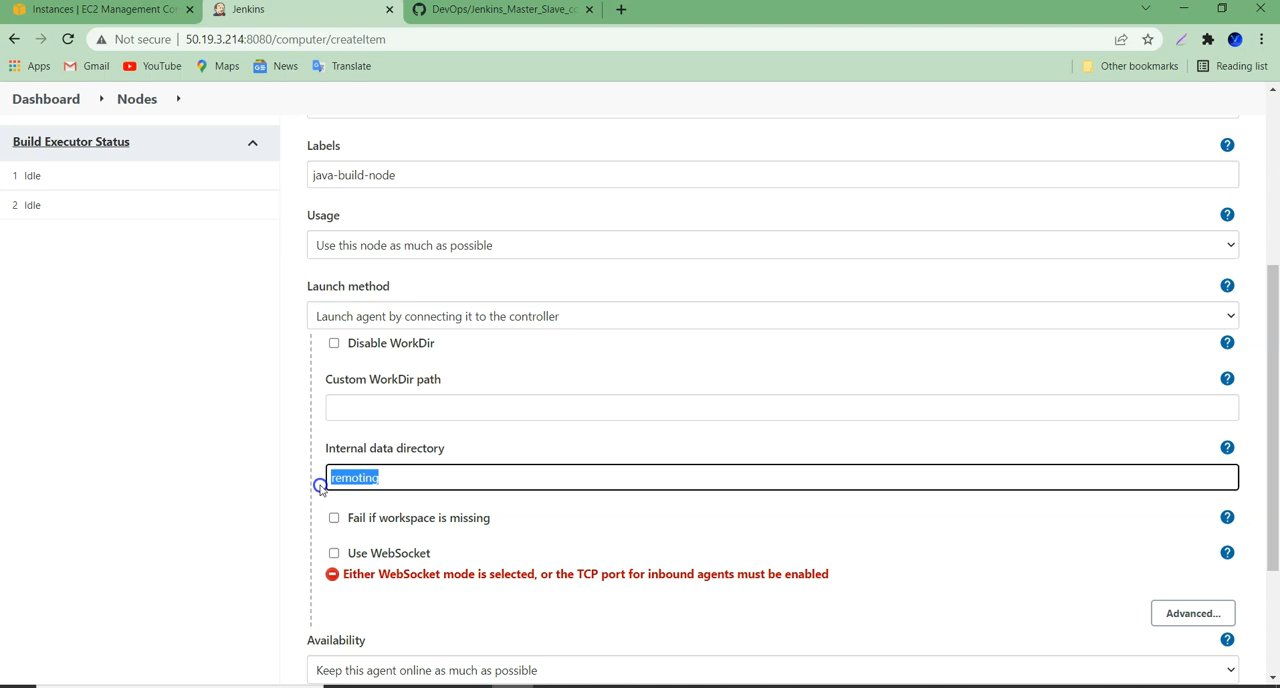 Instances | EC2 Management Con
Jenkins
DevOps/Jenkins_Master_Slave_co
Not secure | 50.19.3.214:8080/computer/createItem
Apps Gmail YouTube Maps News Translate Other bookmarks Reading list
Dashboard Nodes
Build Executor Status
1 Idle
2 Idle
Labels
java-build-node
Usage
Use this node as much as possible
Launch method
Launch agent by connecting it to the controller
Disable WorkDir
Custom WorkDir path
Internal data directory
remoting
Fail if workspace is missing
Use WebSocket
Either WebSocket mode is selected, or the TCP port for inbound agents must be enabled
Advanced...
Availability
Keep this agent online as much as possible